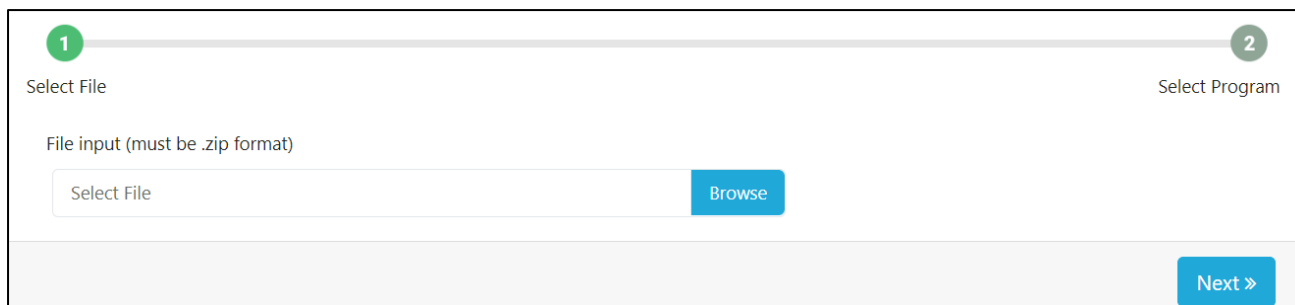 1
2
Select File
Select Program
File input (must be .zip format)
Select File
Browse
Next »